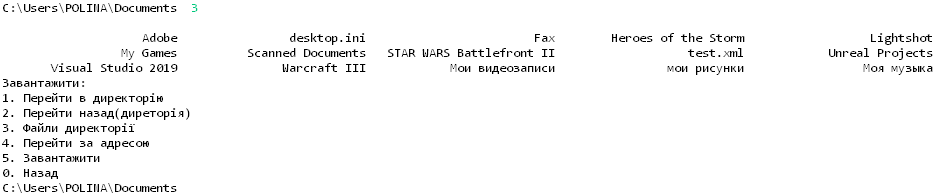 C:\Users\POLINA\Documents 3
Adobe desktop.ini Fax Heroes of the Storm Lightshot
My Games Scanned Documents STAR WARS Battlefront II test.xml Unreal Projects
Visual Studio 2019 Warcraft III Мои видеозаписи мои рисунки Моя музыка
Завантажити:
1. Перейти в директорію
2. Перейти назад(диреторія)
3. Файли директорії
4. Перейти за адресою
5. Завантажити
0. Назад
C:\Users\POLINA\Documents